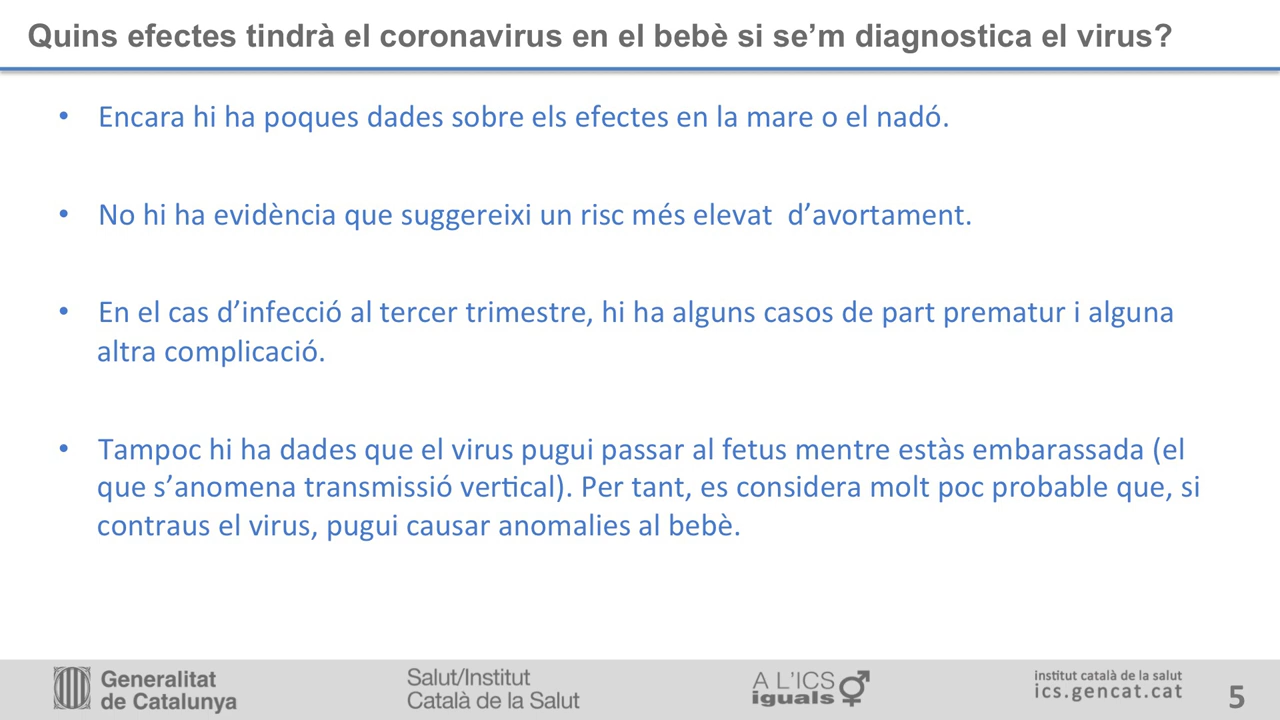 Quins efectes tindrà el coronavirus en el bebè si se’m diagnostica el virus?
• Encara hi ha poques dades sobre els efectes en la mare o el nadó.
• No hi ha evidència que suggereixi un risc més elevat  d’avortament.
• En el cas d’infecció al tercer trimestre, hi ha alguns casos de part prematur i alguna
altra complicació.
• Tampoc hi ha dades que el virus pugui passar al fetus mentre estàs embarassada (el
que s’anomena transmissió vertical). Per tant, es considera molt poc probable que, si
contraus el virus, pugui causar anomalies al bebè.
Generalitat
de Catalunya
Salut/Institut
Català de la Salut
A L'ICS
iguals
institut català de la salut
ics.gencat.cat
5